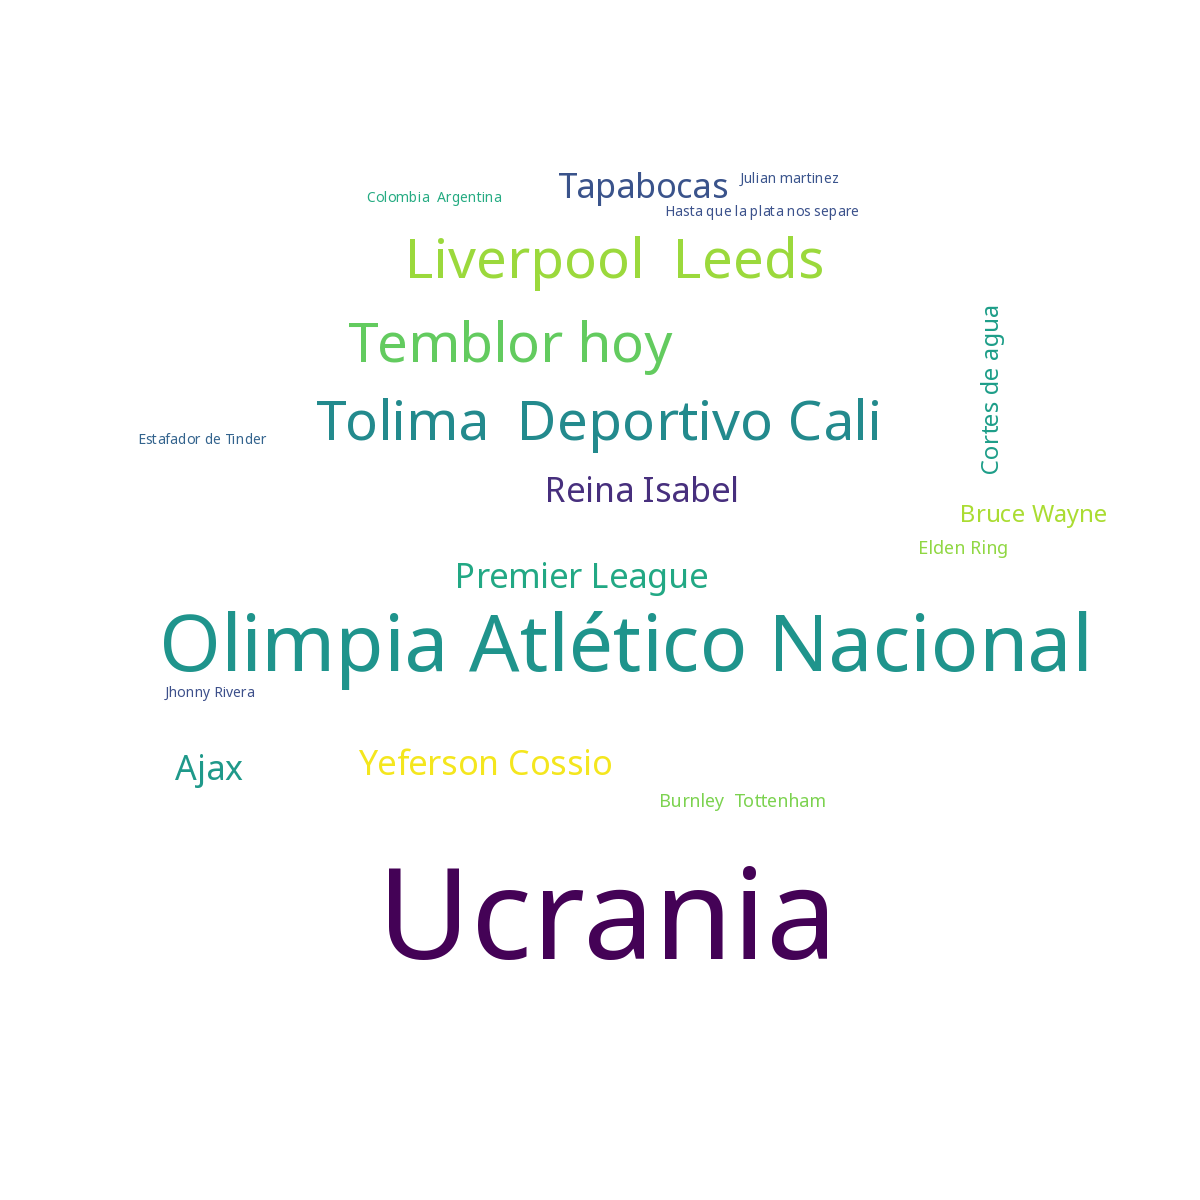 Tapabocas
Julian martinez
Colombia  Argentina
Hasta que la plata nos separe
Liverpool  Leeds
Temblor hoy
Cortes de agua
Tolima  Deportivo Cali
Estafador de Tinder
Reina Isabel
Bruce Wayne
Elden Ring
Premier League
Olimpia Atlético Nacional
Jhonny Rivera
Yeferson Cossio
Ajax
Burnley  Tottenham
Ucrania